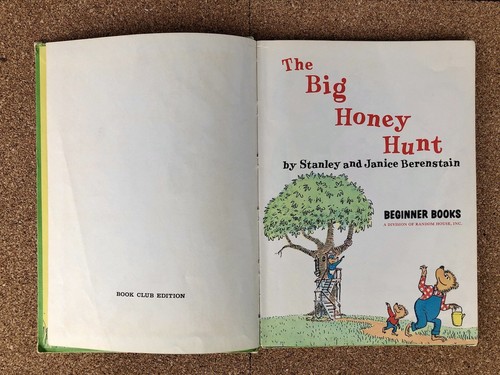 BOOK CLUB EDITION
The
Big
Honey
Hunt
by Stanley and Janice Berenstain
BEGINNER BOOKS
A DIVISION OF RANDOM HOUSE, INC.